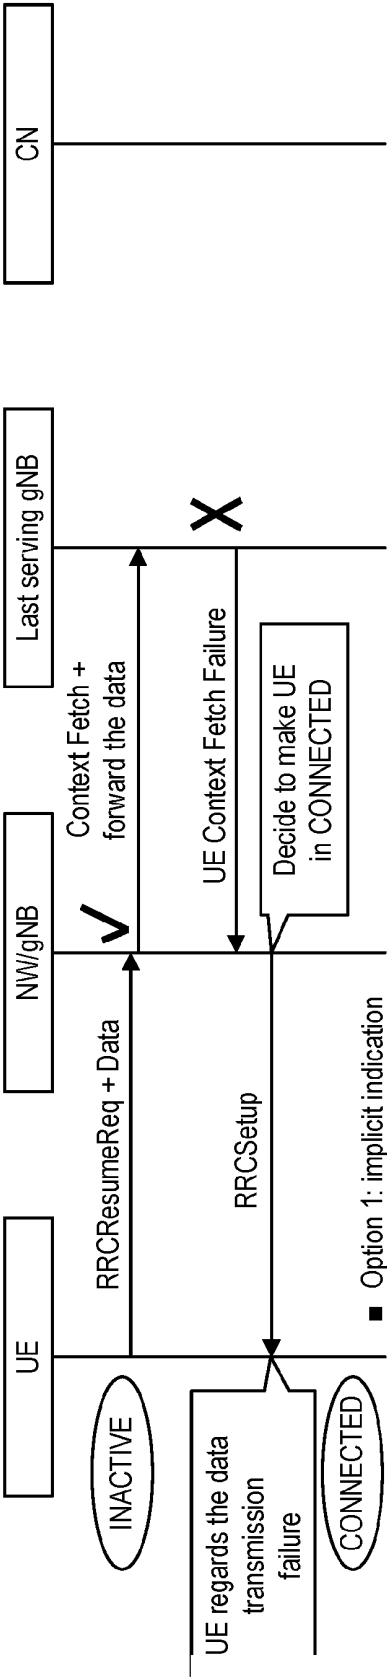 UE
NW/gNB
Last serving gNB
CN
INACTIVE
RRCResumeReq + Data
Context Fetch +
forward the data
UE Context Fetch Failure
Decide to make UE
in CONNECTED
RRCSetup
UE regards the data
transmission
failure
CONNECTED
■ Option 1: implicit indication